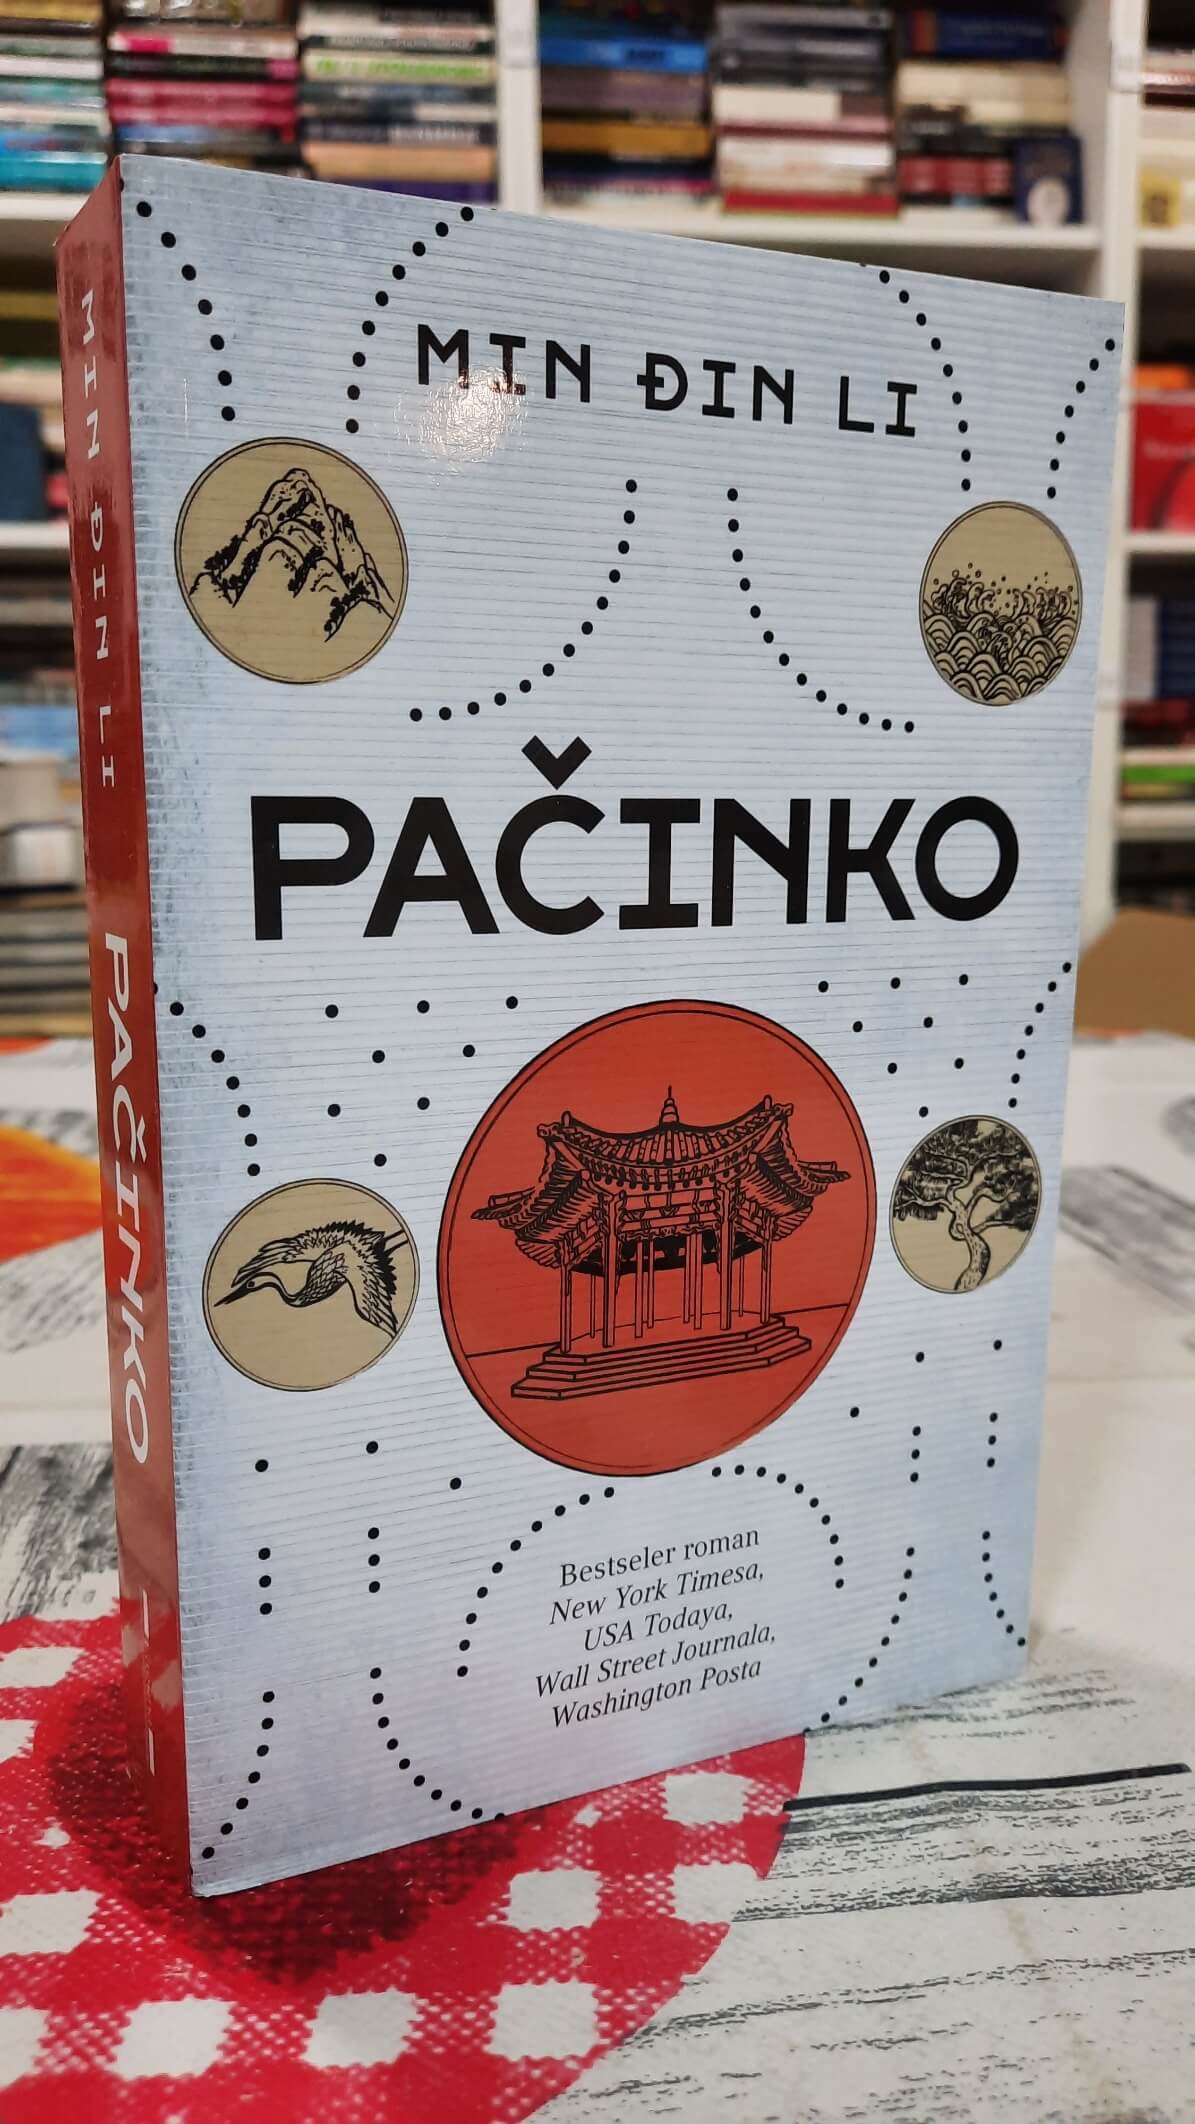 MIN ĐIN LI
PAČINKO
Bestseler roman
New York Timesa,
USA Todaya,
Wall Street Journala,
Washington Posta
MIN ĐIN LI PAČINKO